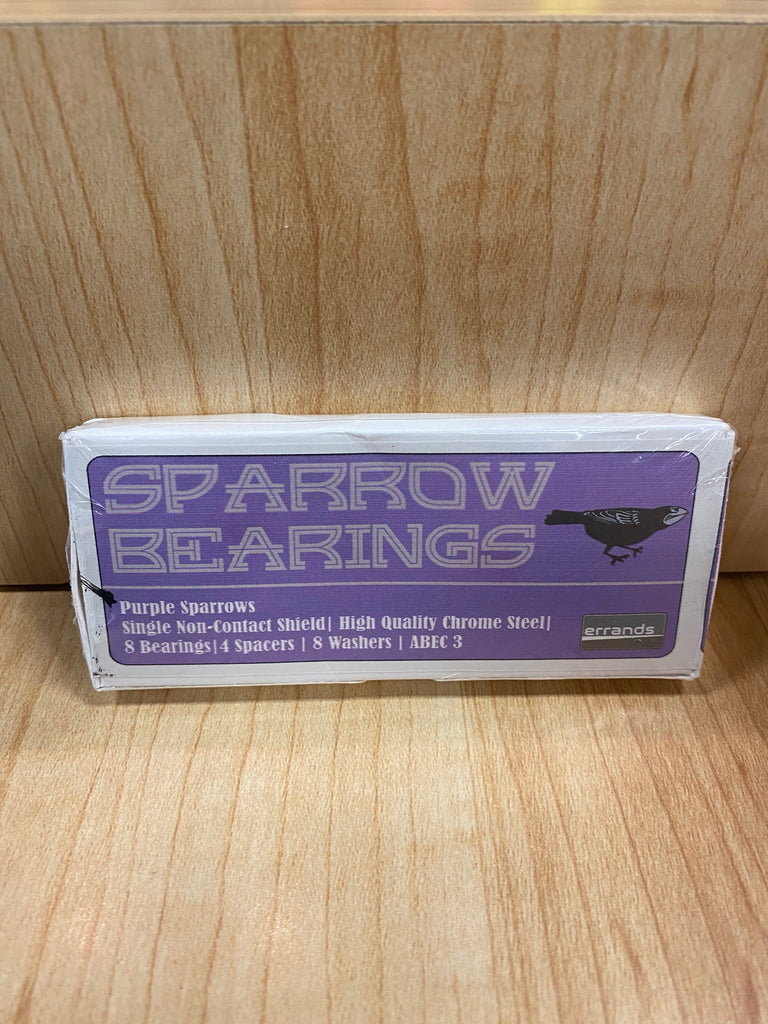 SPARROW
BEARINGS
Purple Sparrows
Single Non-Contact Shield| High Quality Chrome Steel|
8 Bearings|4 Spacers | 8 Washers | ABEC 3
errands